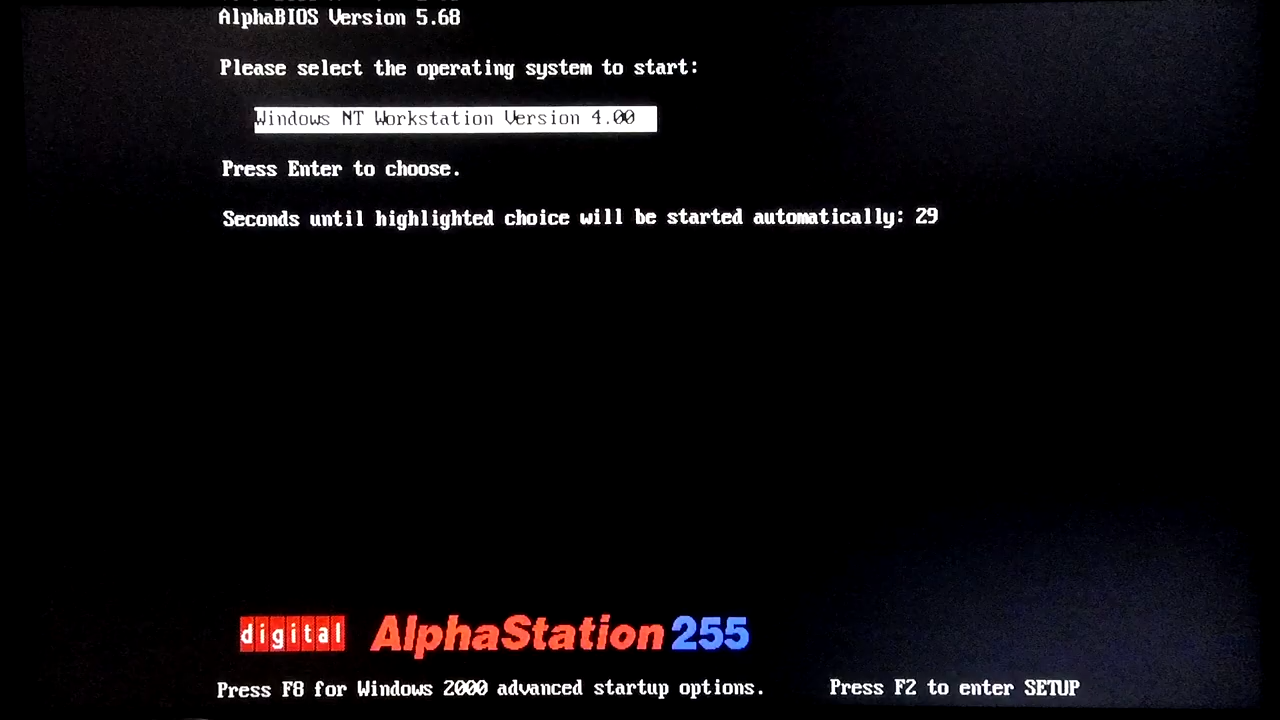 AlphaBIOS Version 5.68
Please select the operating system to start:
Windows NT Workstation Version 4.00
Press Enter to choose.
Seconds until highlighted choice will be started automatically: 29
digital AlphaStation 255
Press F8 for Windows 2000 advanced startup options. Press F2 to enter SETUP